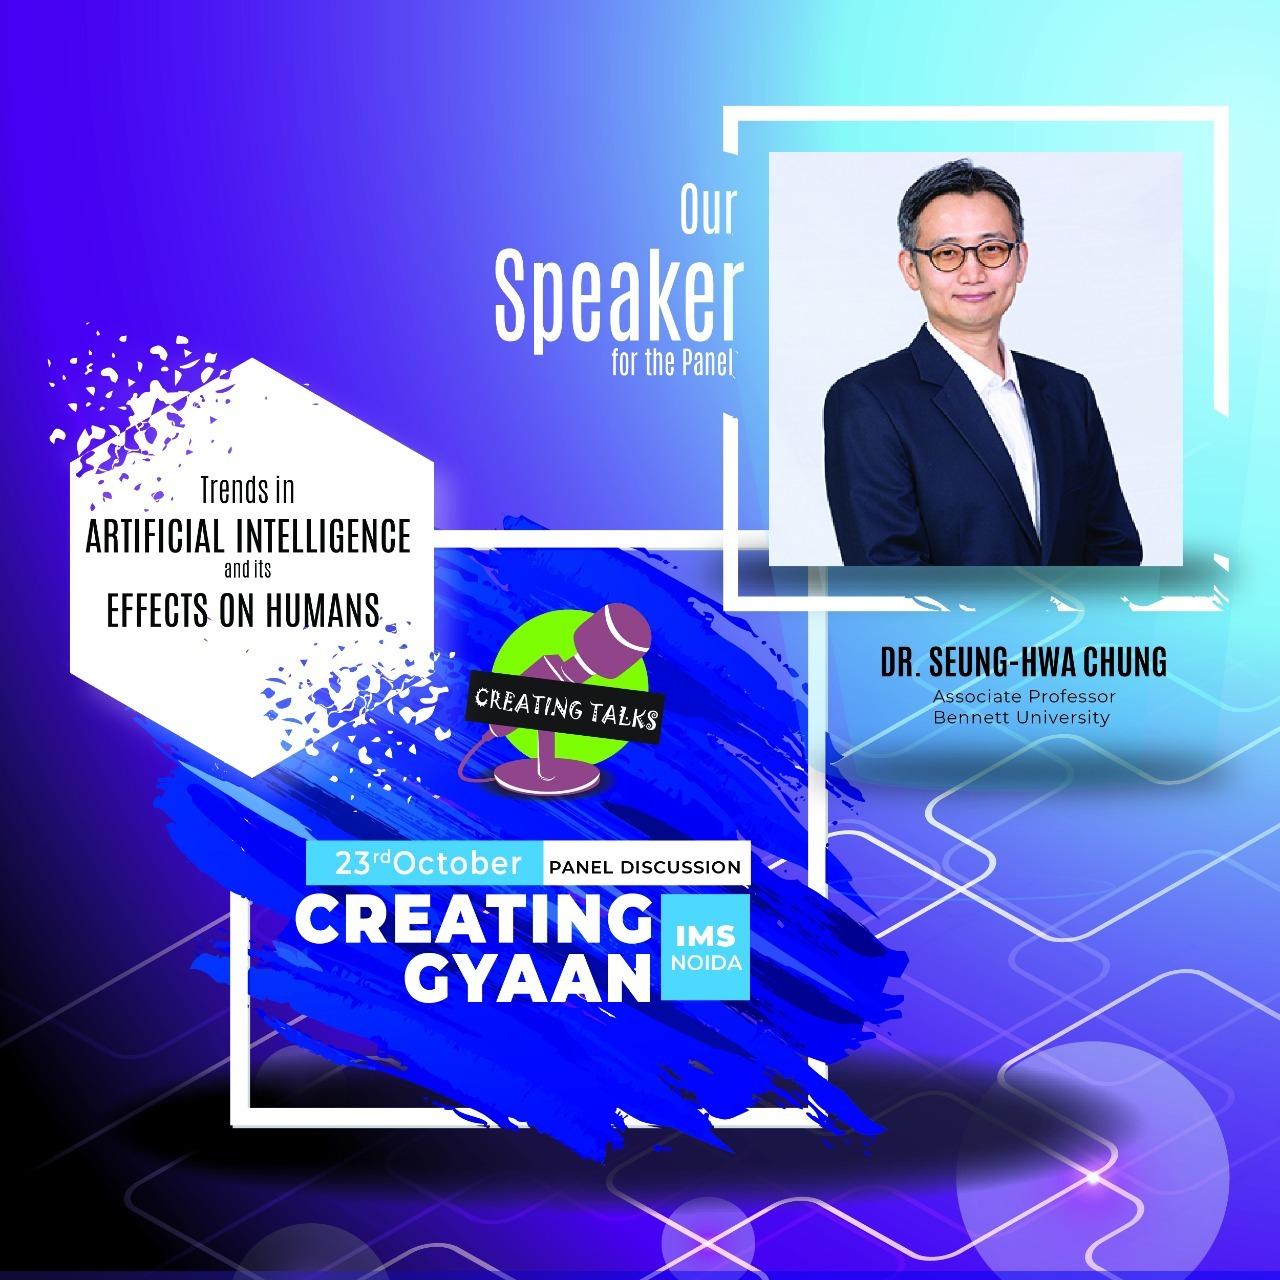 Our
Speaker
for the Panel
Trends in
ARTIFICIAL INTELLIGENCE
and its
EFFECTS ON HUMANS
DR. SEUNG-HWA CHUNG
Associate Professor
Bennett University
CREATING TALKS
23rdOctober
PANEL DISCUSSION
CREATING
GYAAN
IMS
NOIDA